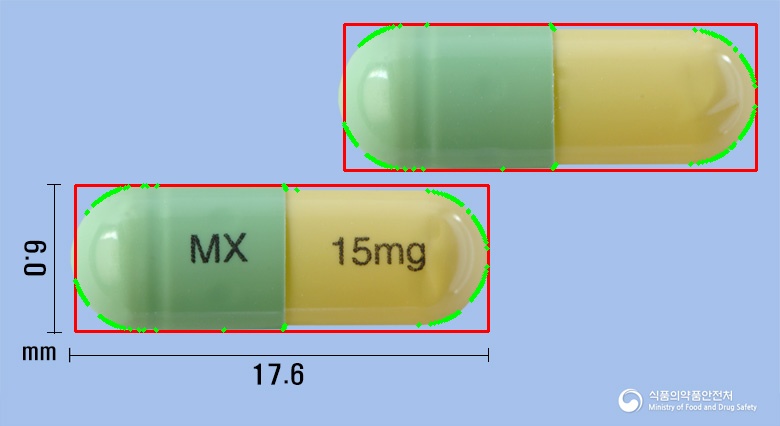 MX 15mg
6.0
mm
17.6
식품의약품안전처
Ministry of Food and Drug Safety